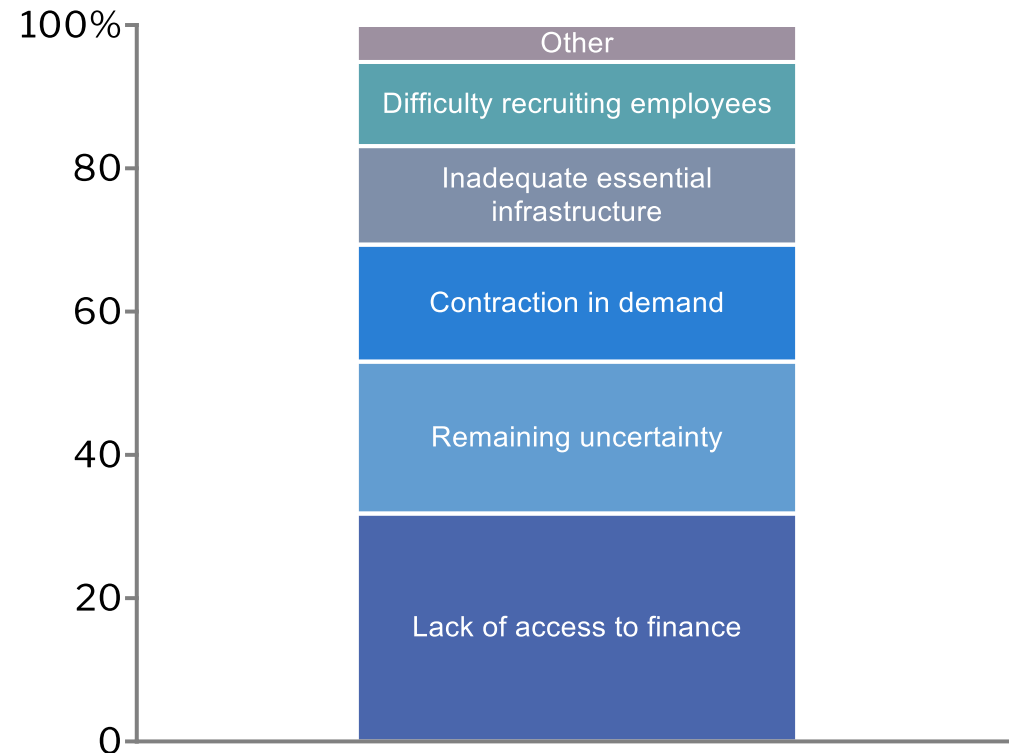 100%
Other
Difficulty recruiting employees
80
Inadequate essential
infrastructure
60
Contraction in demand
40
Remaining uncertainty
20
Lack of access to finance
0